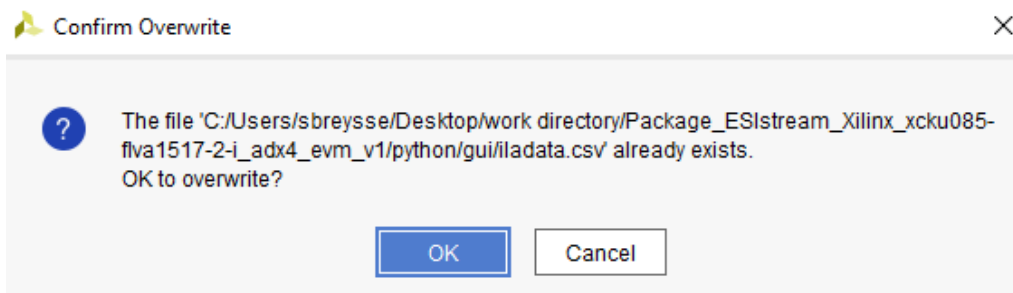 Confirm Overwrite
The file 'C:/Users/sbreysse/Desktop/work directory/Package_ESIstream_Xilinx_xcku085-
flva1517-2-i_adx4_evm_v1/python/gui/iladata.csv' already exists.
OK to overwrite?
OK
Cancel